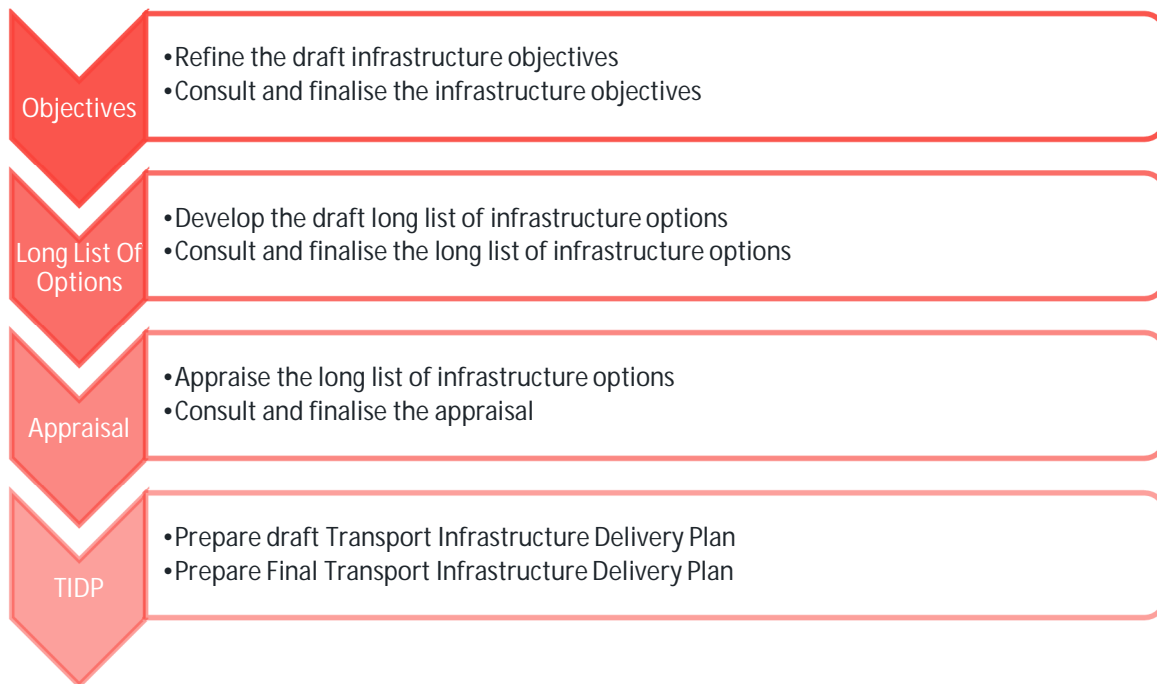 Objectives
•Refine the draft infrastructure objectives
•Consult and finalise the infrastructure objectives
Long List Of
Options
•Develop the draft long list of infrastructure options
•Consult and finalise the long list of infrastructure options
Appraisal
•Appraise the long list of infrastructure options
•Consult and finalise the appraisal
TIDP
•Prepare draft Transport Infrastructure Delivery Plan
•Prepare Final Transport Infrastructure Delivery Plan